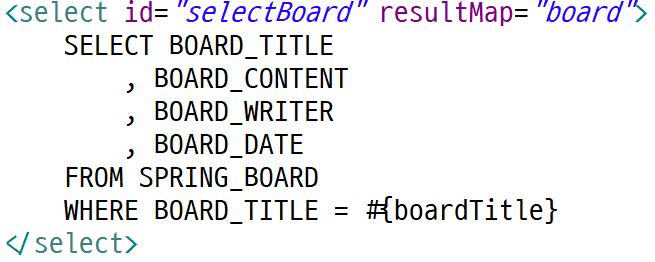 <select id="selectBoard" resultMap="board">
SELECT BOARD_TITLE
, BOARD_CONTENT
, BOARD_WRITER
, BOARD_DATE
FROM SPRING_BOARD
WHERE BOARD_TITLE = #{boardTitle}
</select>